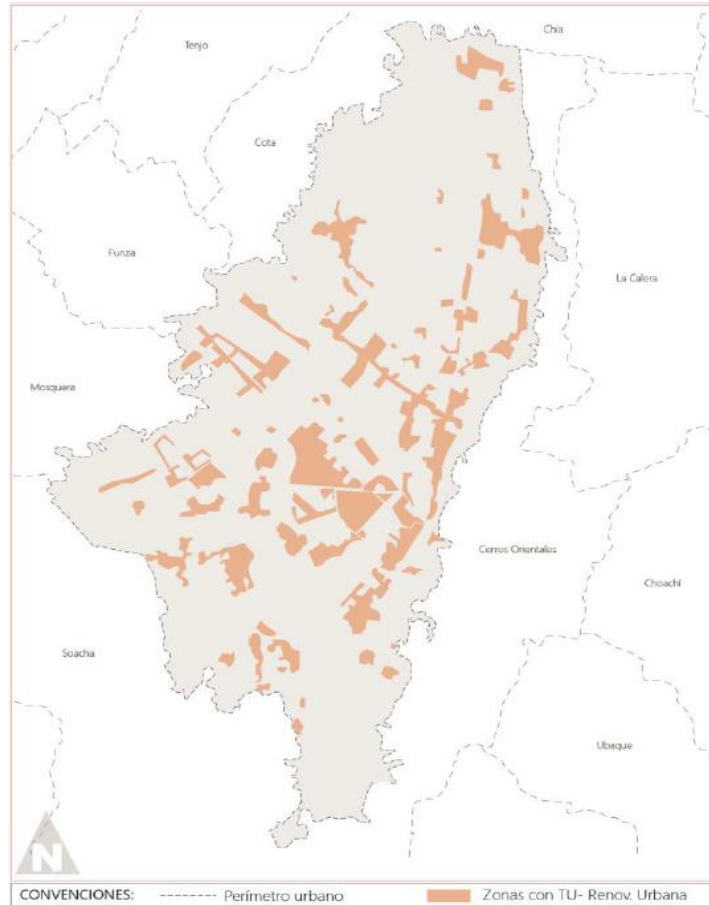 Chia
Tenjo
Cota
Funza
La Calera
Mosquera
Cerros Orientales
Choachí
Soacha
Ubaque
N
CONVENCIONES: Perímetro urbano Zonas con TU- Renov. Urbana